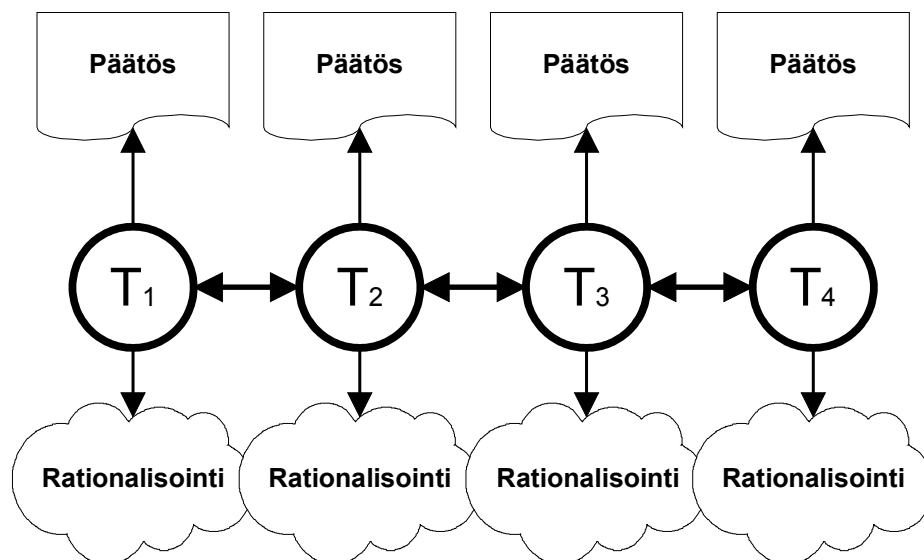 Päätös Päätös Päätös Päätös
T1 T2 T3 T4
Rationalisointi Rationalisointi Rationalisointi Rationalisointi